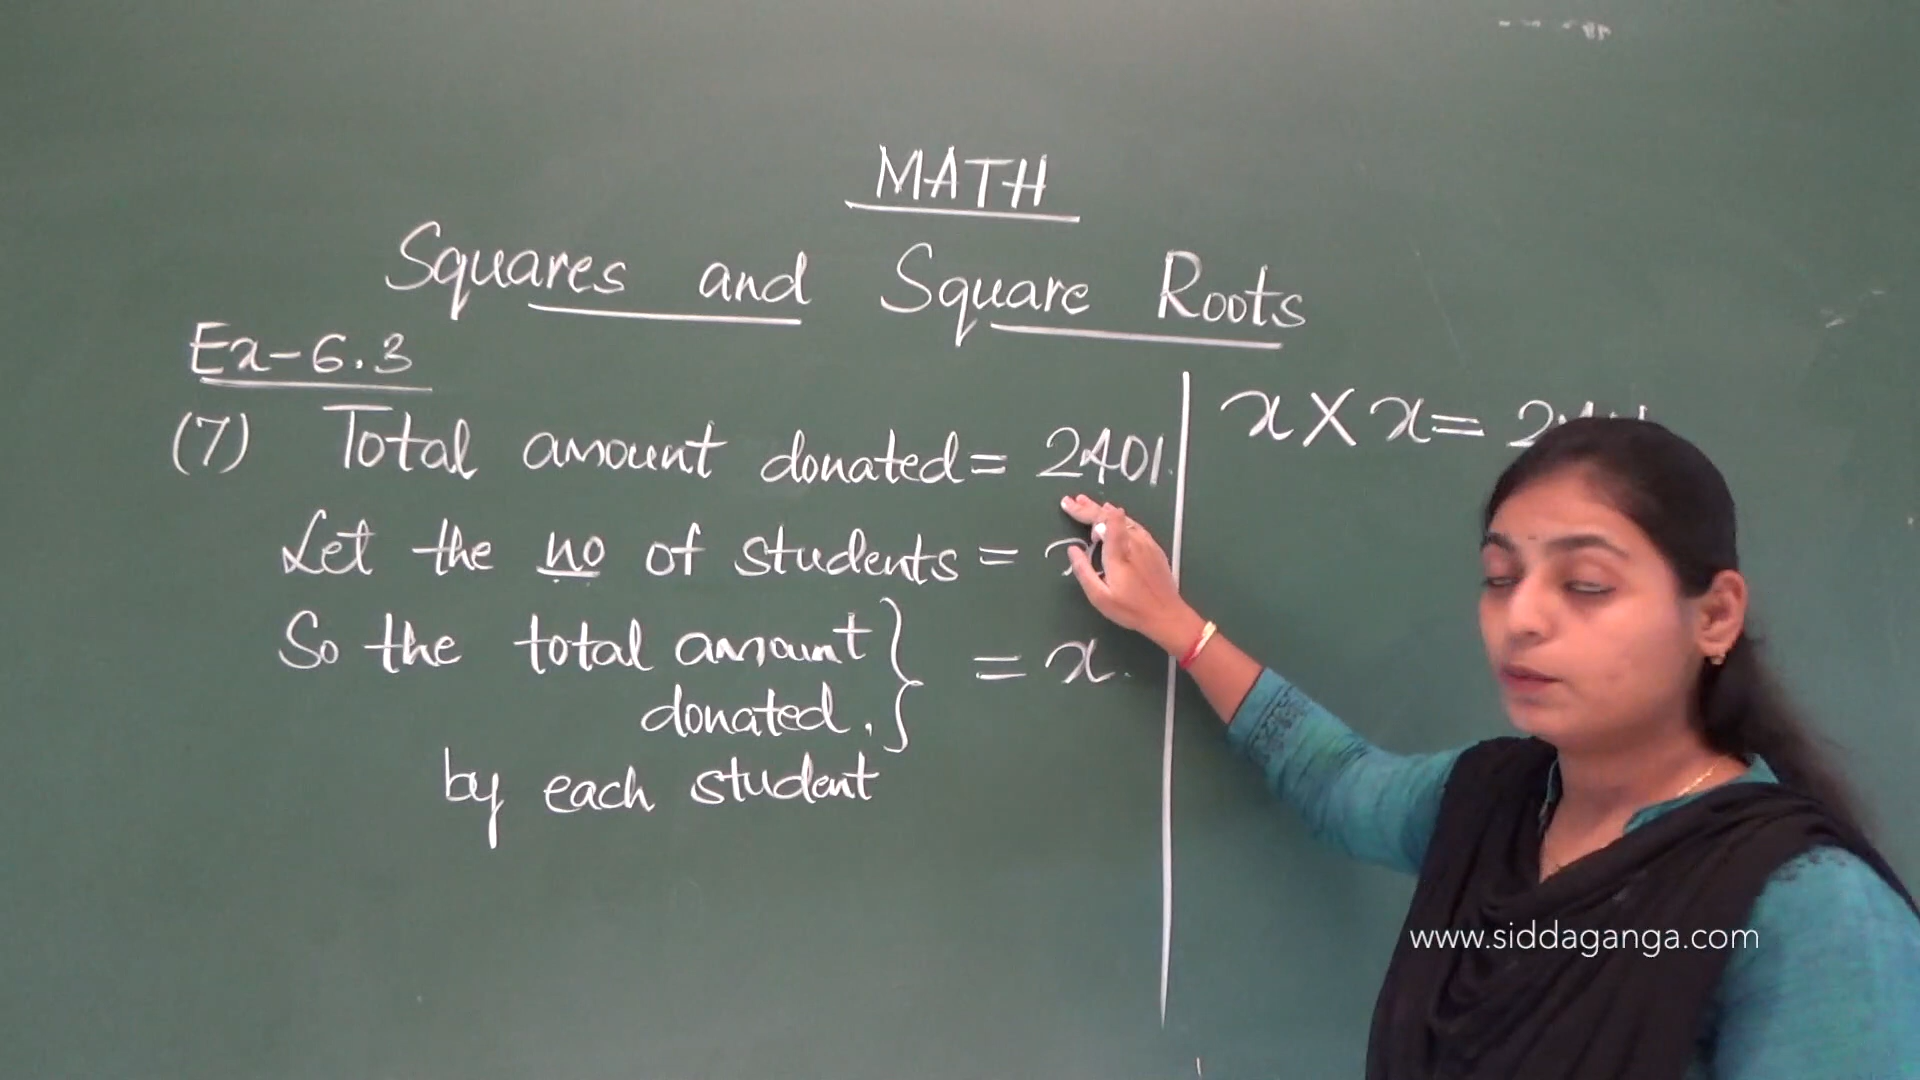 MATH
Squares and Square Roots
Ex-6.3
(7) Total amount donated = 2401.
Let the no of students = x
So the total amount
donated.
} = x.
by each student
x X x =
www.siddaganga.com